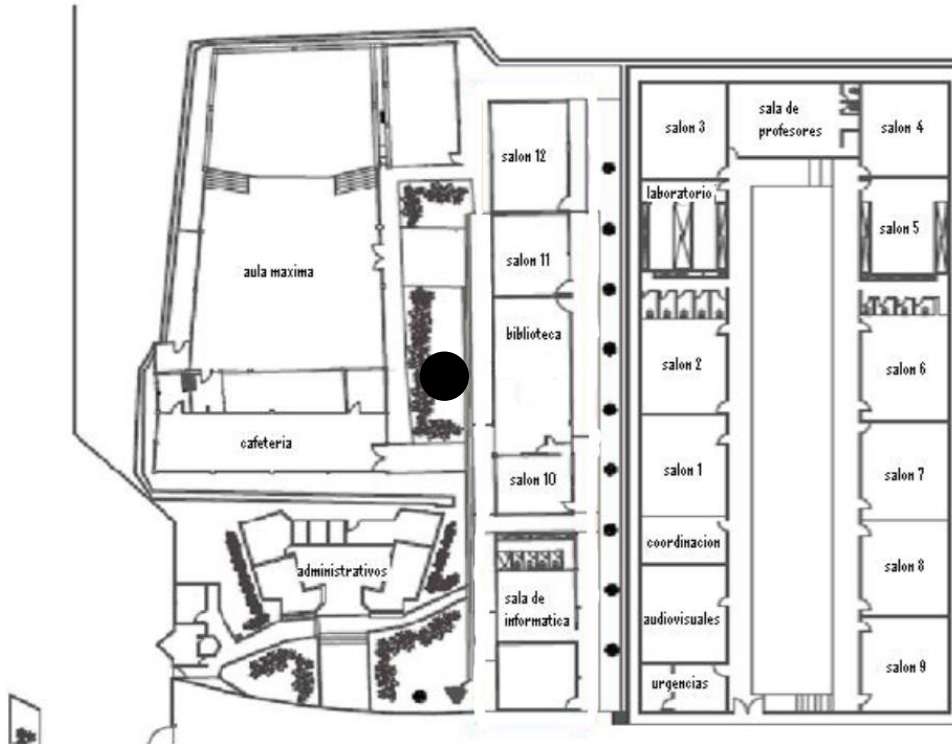 aula maxima
cafeteria
administrativos
salon 12
salon 11
biblioteca
salon 10
sala de
informatica
salon 3
laboratorio
salon 2
salon 1
coordinacion
audiovisuales
urgencias
sala de
profesores
salon 4
salon 5
salon 6
salon 7
salon 8
salon 9